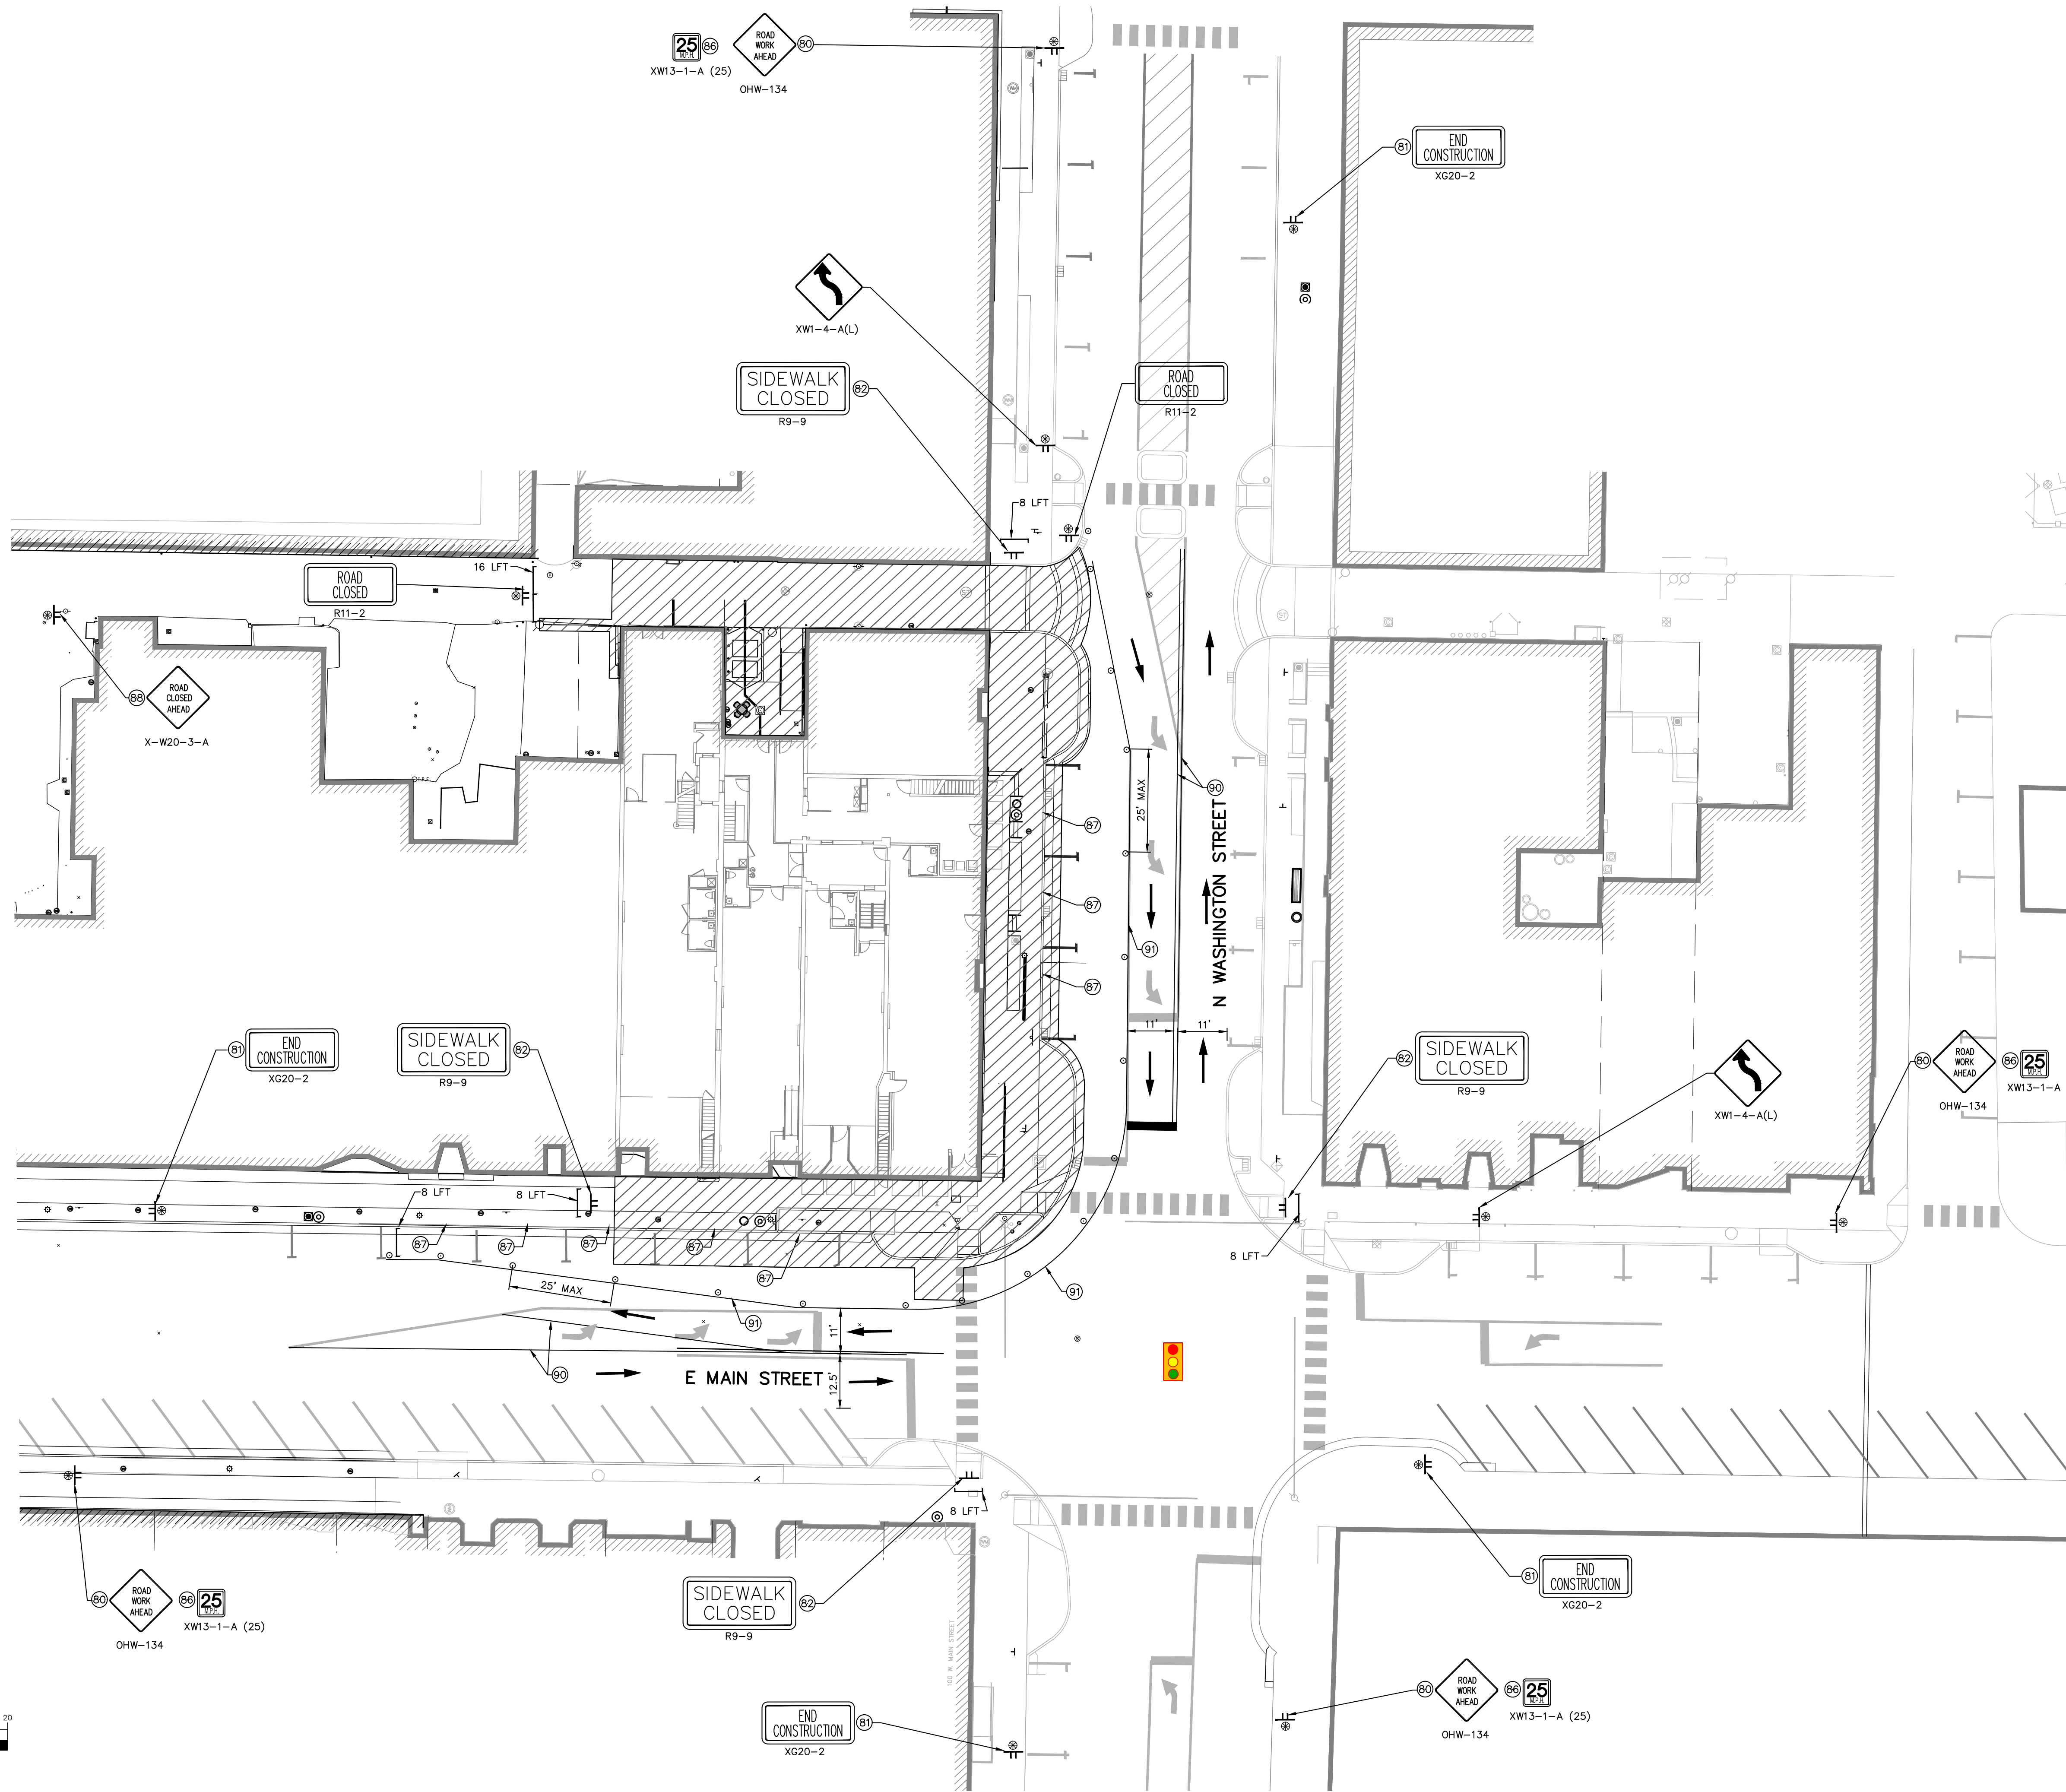 25
M.P.H.
86
XW13-1-A (25)
ROAD
WORK
AHEAD
80
OHW-134
81
END
CONSTRUCTION
XG20-2
XW1-4-A(L)
SIDEWALK
CLOSED
82
R9-9
ROAD
CLOSED
R11-2
8 LFT
16 LFT
ROAD
CLOSED
R11-2
88
ROAD
CLOSED
AHEAD
X-W20-3-A
ST
ST
90
25' MAX
87
87
91
87
N WASHINGTON STREET
11'
11'
81
END
CONSTRUCTION
XG20-2
SIDEWALK
CLOSED
82
R9-9
82
SIDEWALK
CLOSED
R9-9
XW1-4-A(L)
80
ROAD
WORK
AHEAD
OHW-134
86
25
M.P.H.
XW13-1-A
8 LFT
8 LFT
87
87
87
87
87
8 LFT
25' MAX
91
91
11'
90
E MAIN STREET
12.5'
8 LFT
80
ROAD
WORK
AHEAD
OHW-134
86
25
M.P.H.
XW13-1-A (25)
SIDEWALK
CLOSED
82
R9-9
100 W. MAIN STREET
81
END
CONSTRUCTION
XG20-2
END
CONSTRUCTION
81
XG20-2
80
ROAD
WORK
AHEAD
OHW-134
86
25
M.P.H.
XW13-1-A (25)
20